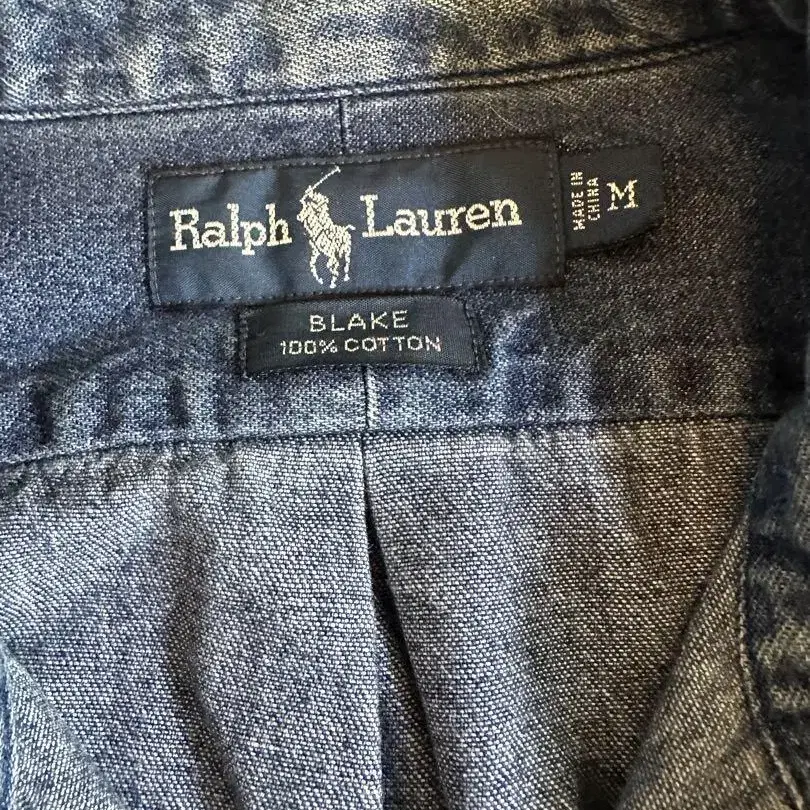 Ralph Lauren
MADE IN
CHINA
M
BLAKE
100% COTTON